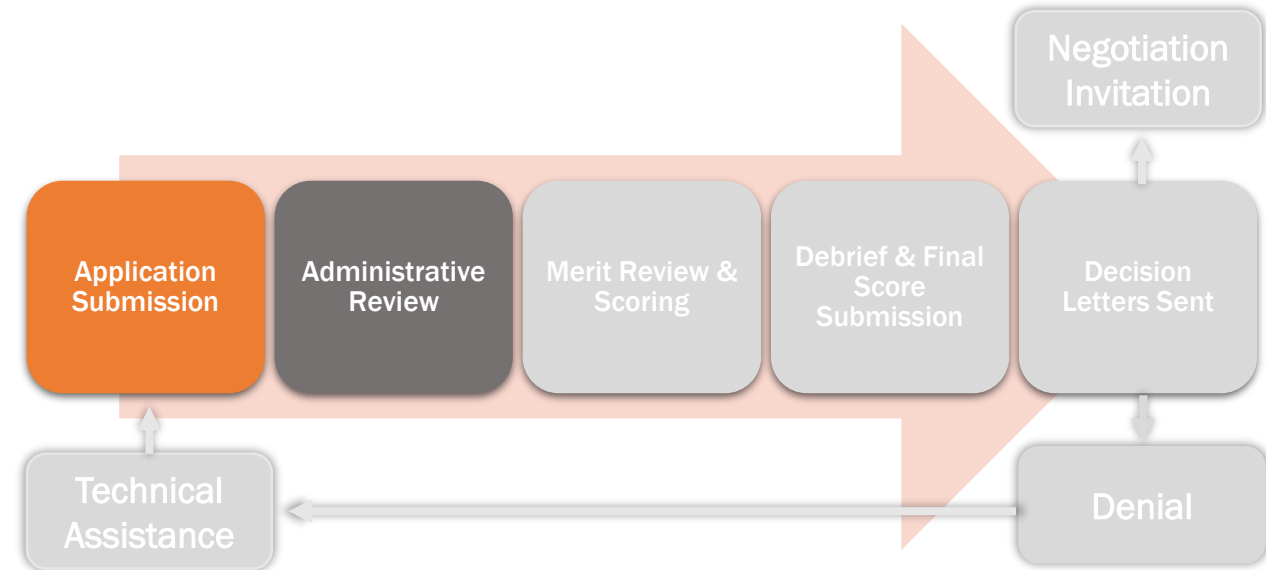 Negotiation
Invitation
Application
Submission
Administrative
Review
Merit Review &
Scoring
Debrief & Final
Score
Submission
Decision
Letters Sent
Technical
Assistance
Denial